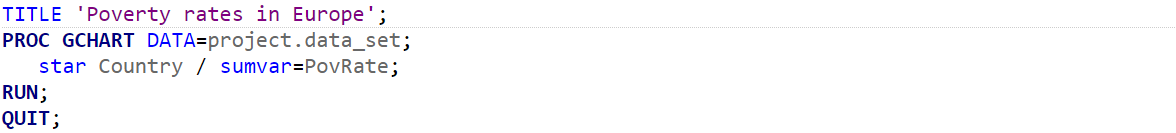 TITLE 'Poverty rates in Europe';
PROC GCHART DATA=project.data_set;
   star Country / sumvar=PovRate;
RUN;
QUIT;